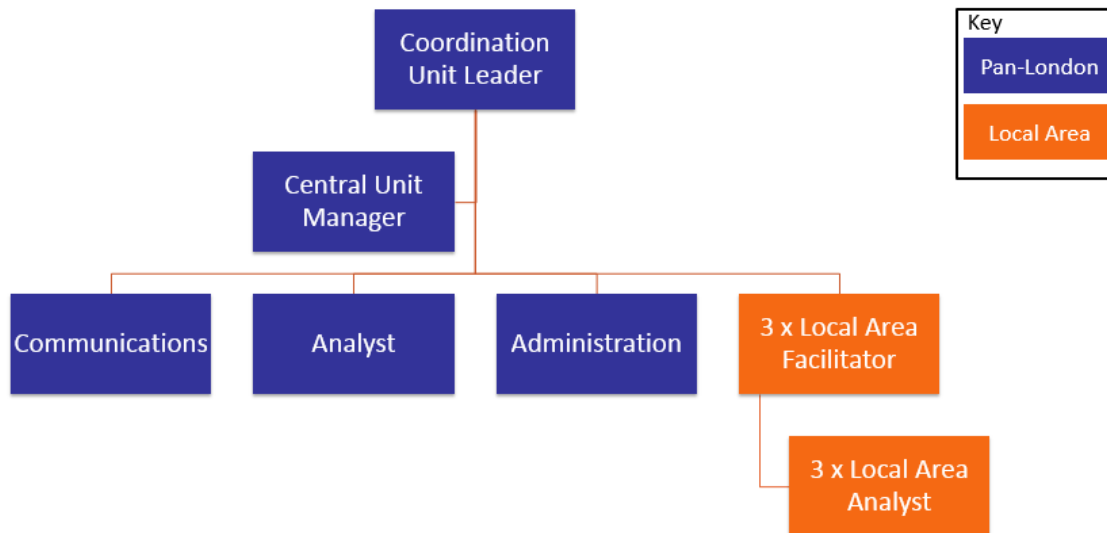 Coordination
Unit Leader
Key
Pan-London
Local Area
Central Unit
Manager
Communications
Analyst
Administration
3 x Local Area
Facilitator
3 x Local Area
Analyst